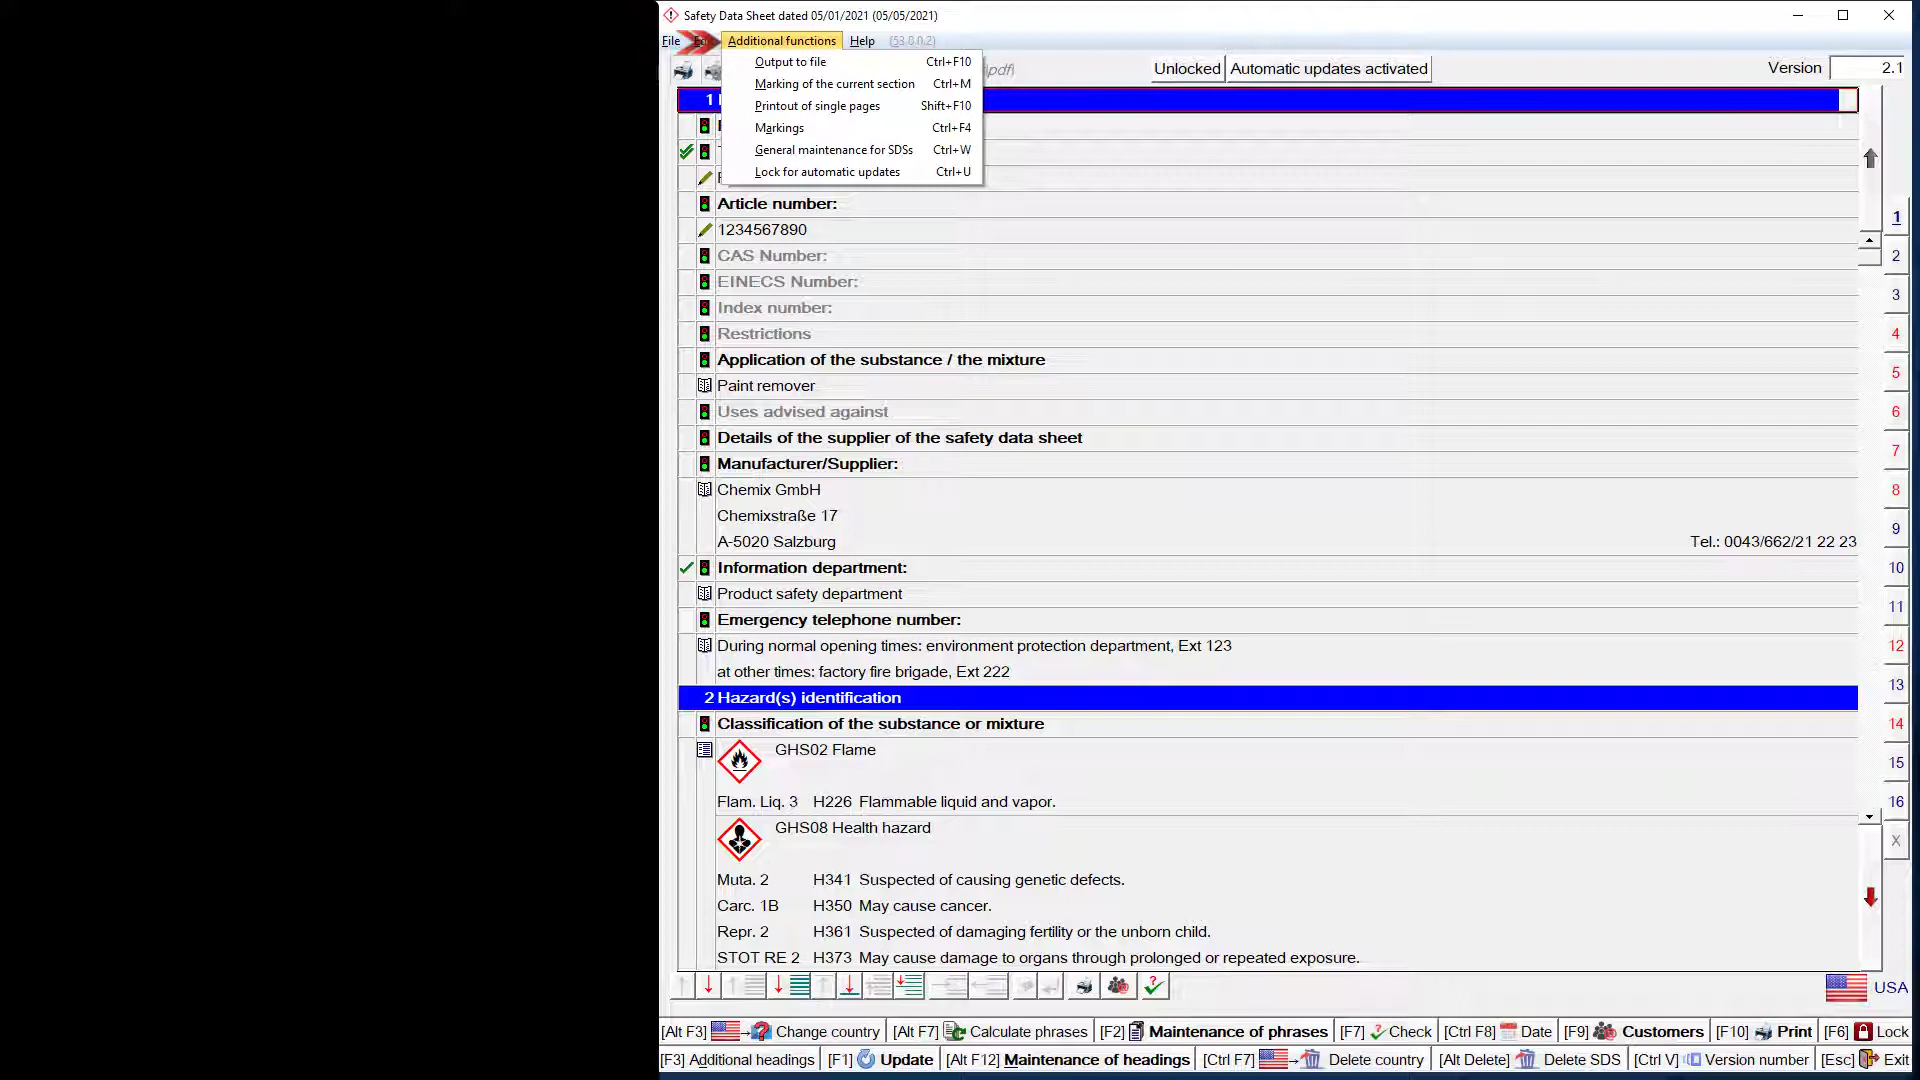 Safety Data Sheet dated 05/01/2021 (05/05/2021)
File Additional functions Help (53.0.0.2)
Output to file Ctrl+F10
Marking of the current section Ctrl+M
Printout of single pages Shift+F10
Markings Ctrl+F4
General maintenance for SDSs Ctrl+W
Lock for automatic updates Ctrl+U
\pdf)
Unlocked Automatic updates activated
Version 2.1
1
Article number:
1234567890
CAS Number:
EINECS Number:
Index number:
Restrictions
Application of the substance / the mixture
Paint remover
Uses advised against
Details of the supplier of the safety data sheet
Manufacturer/Supplier:
Chemix GmbH
Chemixstraße 17
A-5020 Salzburg Tel.: 0043/662/21 22 23
Information department:
Product safety department
Emergency telephone number:
During normal opening times: environment protection department, Ext 123
at other times: factory fire brigade, Ext 222
2 Hazard(s) identification
Classification of the substance or mixture
GHS02 Flame
Flam. Liq. 3 H226 Flammable liquid and vapor.
GHS08 Health hazard
Muta. 2 H341 Suspected of causing genetic defects.
Carc. 1B H350 May cause cancer.
Repr. 2 H361 Suspected of damaging fertility or the unborn child.
STOT RE 2 H373 May cause damage to organs through prolonged or repeated exposure.
1
2
3
4
5
6
7
8
9
10
11
12
13
14
15
16
X
USA
[Alt F3] Change country [Alt F7] Calculate phrases [F2] Maintenance of phrases [F7] Check [Ctrl F8] Date [F9] Customers [F10] Print [F6] Lock
[F3] Additional headings [F1] Update [Alt F12] Maintenance of headings [Ctrl F7] Delete country [Alt Delete] Delete SDS [Ctrl V] Version number [Esc] Exit